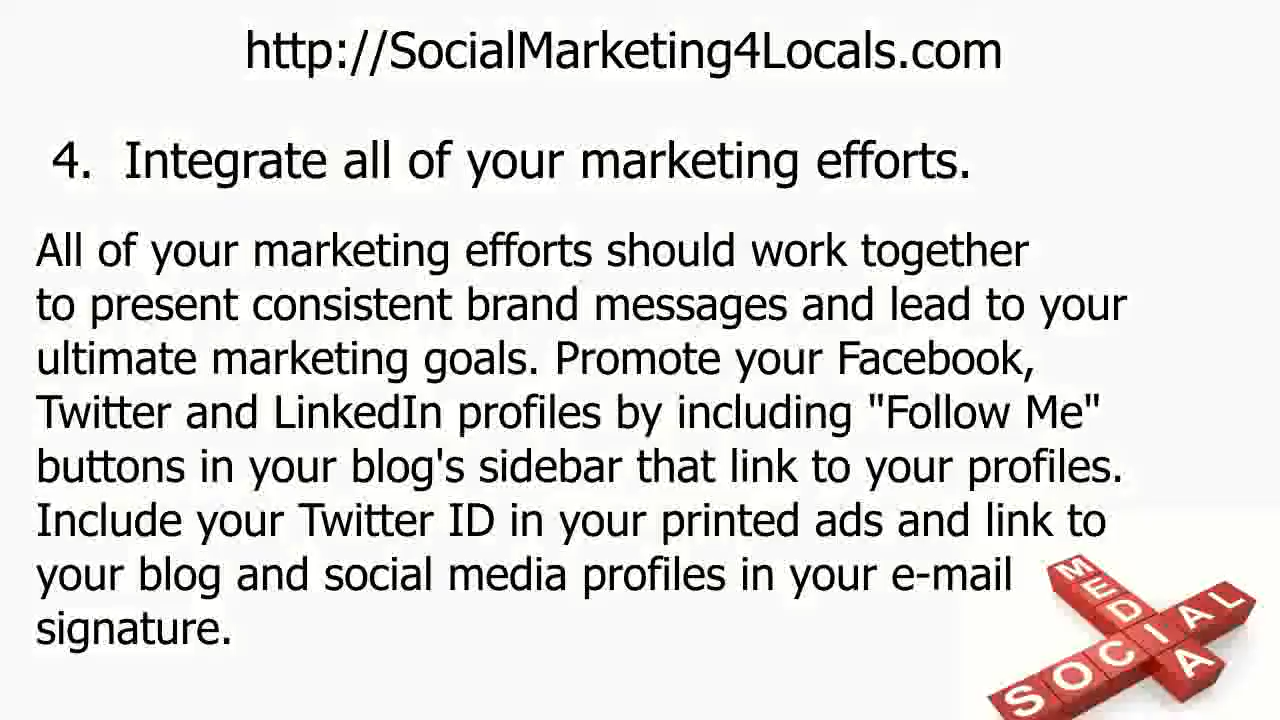 http://SocialMarketing4Locals.com
4. Integrate all of your marketing efforts.
All of your marketing efforts should work together
to present consistent brand messages and lead to your
ultimate marketing goals. Promote your Facebook,
Twitter and LinkedIn profiles by including "Follow Me"
buttons in your blog's sidebar that link to your profiles.
Include your Twitter ID in your printed ads and link to
your blog and social media profiles in your e-mail
signature.
MEDIA
SOCIAL